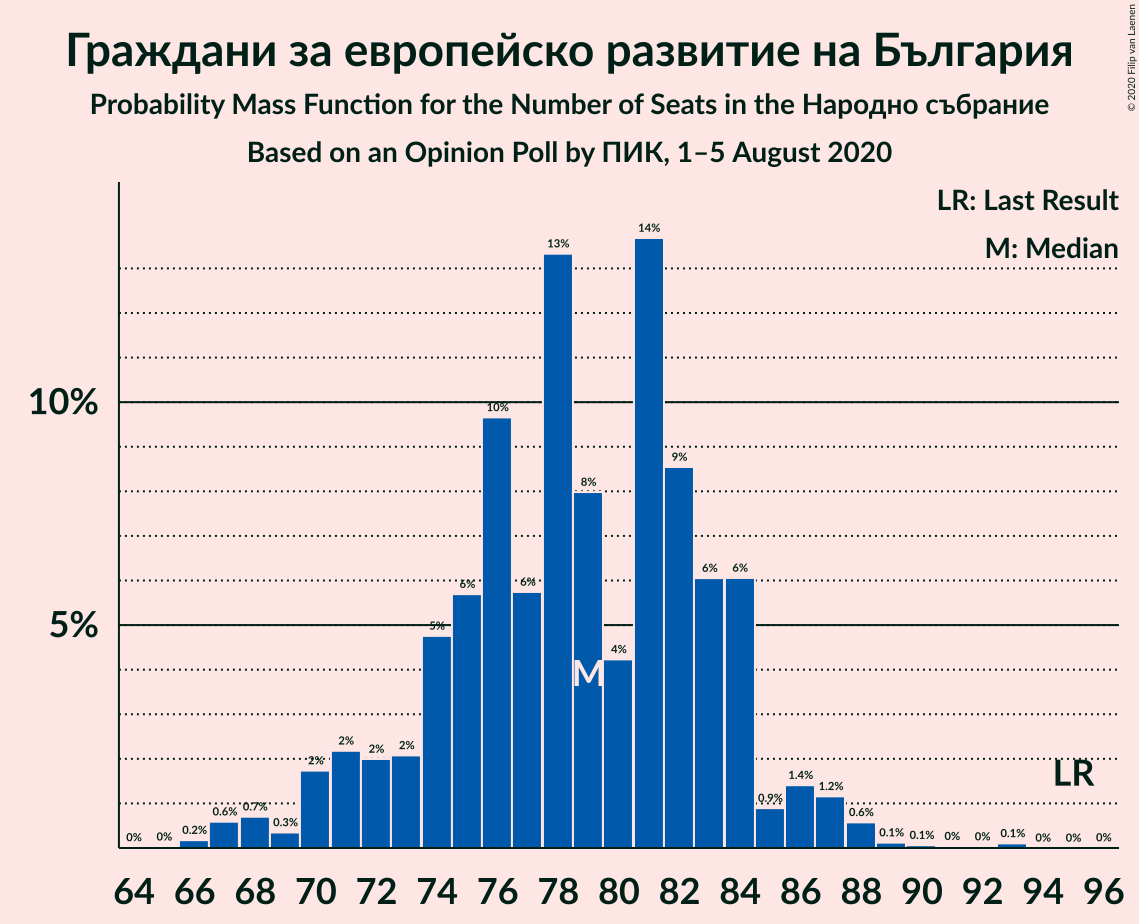 Граждани за европейско развитие на България
Probability Mass Function for the Number of Seats in the Народно събрание
Based on an Opinion Poll by ПИК, 1–5 August 2020
© 2020 Filip van Laenen
LR: Last Result
M: Median
10%
5%
0% 0% 0.2% 0.6% 0.7% 0.3% 2% 2% 2% 2% 5% 6% 10% 6% 13% 8% 4% 14% 9% 6% 6% 0.9% 1.4% 1.2% 0.6% 0.1% 0.1% 0% 0% 0.1% 0% 0% 0%
M
LR
64 66 68 70 72 74 76 78 80 82 84 86 88 90 92 94 96